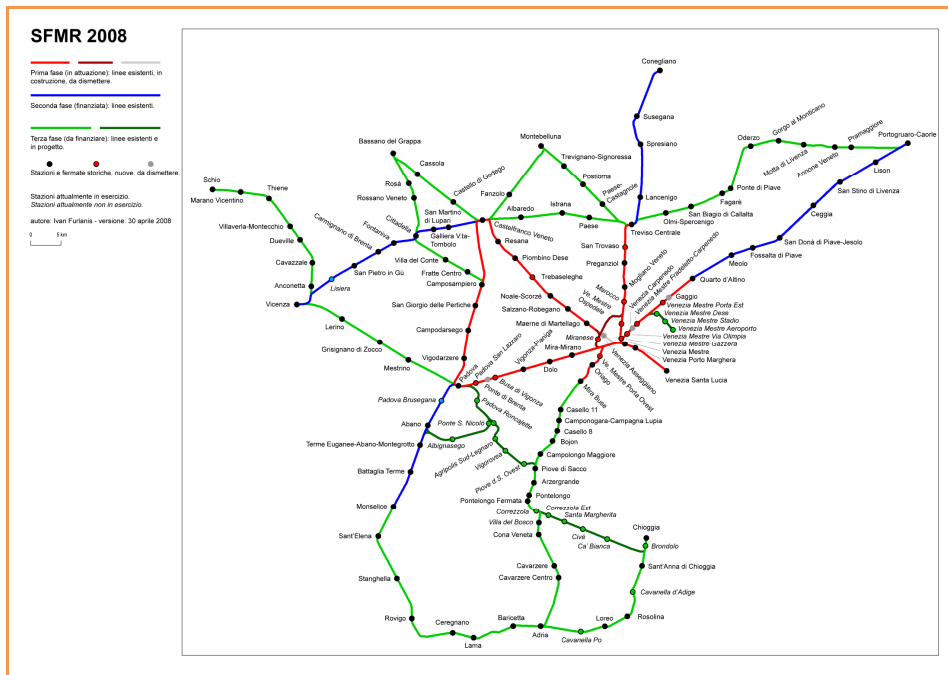 SFMR 2008
Prima fase (in attuazione): linee esistenti, in
costruzione, da dismettere.
Seconda fase (finanziata): linee esistenti.
Terza fase (da finanziare): linee esistenti e
in progetto.
Stazioni e fermate storiche, nuove, da dismettere.
Stazioni attualmente in esercizio.
Stazioni attualmente non in esercizio.
autore: Ivan Furlanis - versione: 30 aprile 2008
0
5 km
Conegliano
Susegana
Spresiano
Lancenigo
Treviso Centrale
Portogruaro-Caorle
Lison
San Stino di Livenza
Ceggia
San Donà di Piave-Jesolo
Fossalta di Piave
Meolo
Quarto d'Altino
Gorgo al Monticano
Oderzo
Motta di Livenza
Annone Veneto
Pramaggiore
Ponte di Piave
Fagarè
San Biagio di Callalta
Olmi-Spercenigo
Montebelluna
Trevignano-Signoressa
Postioma
Paese-
Castagnole
Fanzolo
Albaredo
Istrana
Paese
Bassano del Grappa
Cassola
Castello di Godego
Rosà
Rossano Veneto
Cittadella
San Martino
di Lupari
Galliera V.ta-
Tombolo
Castelfranco Veneto
Fontaniva
Carmignano di Brenta
San Pietro in Gù
Lisiera
Vicenza
Schio
Marano Vicentino
Thiene
Villaverla-Montecchio
Dueville
Cavazzale
Anconetta
Villa del Conte
Fratte Centro
Camposampiero
San Giorgio delle Pertiche
Campodarsego
Vigodarzere
Lerino
Grisignano di Zocco
Mestrino
Padova
Resana
Piombino Dese
Trebaseleghe
Noale-Scorzé
Salzano-Robegano
Maerne di Martellago
Miranese
San Trovaso
Preganziol
Mogliano Veneto
Marocco
Ve. Mestre
Ospedale
Venezia Carpenedo
Venezia Mestre Fradeletto-Carpenedo
Gaggio
Venezia Mestre Porta Est
Venezia Mestre Dese
Venezia Mestre Stadio
Venezia Mestre Aeroporto
Venezia Mestre Via Olimpia
Venezia Mestre Gazzera
Venezia Mestre
Venezia Porto Marghera
Venezia Santa Lucia
Venezia Asseggiano
Ve. Mestre Porta Ovest
Oriago
Mira Buse
Mira-Mirano
Dolo
Vigonza-Pianiga
Padova San Lazzaro
Busa di Vigonza
Ponte di Brenta
Padova Roncajette
Ponte S. Nicolò
Agripolis Sud-Legnaro
Vigorovea
Piove d.S. Ovest
Padova Brusegana
Abano
Albignasego
Terme Euganee-Abano-Montegrotto
Battaglia Terme
Monselice
Sant'Elena
Stanghella
Rovigo
Ceregnano
Lama
Baricetta
Adria
Cavanella Po
Loreo
Rosolina
Cavanella d'Adige
Sant'Anna di Chioggia
Brondolo
Chioggia
Casello 11
Camponogara-Campagna Lupia
Casello 8
Bojon
Campolongo Maggiore
Piove di Sacco
Arzergrande
Pontelongo
Pontelongo Fermata
Correzzola
Correzzola Est
Santa Margherita
Civé
Ca' Bianca
Villa del Bosco
Cona Veneta
Cavarzere
Cavarzere Centro